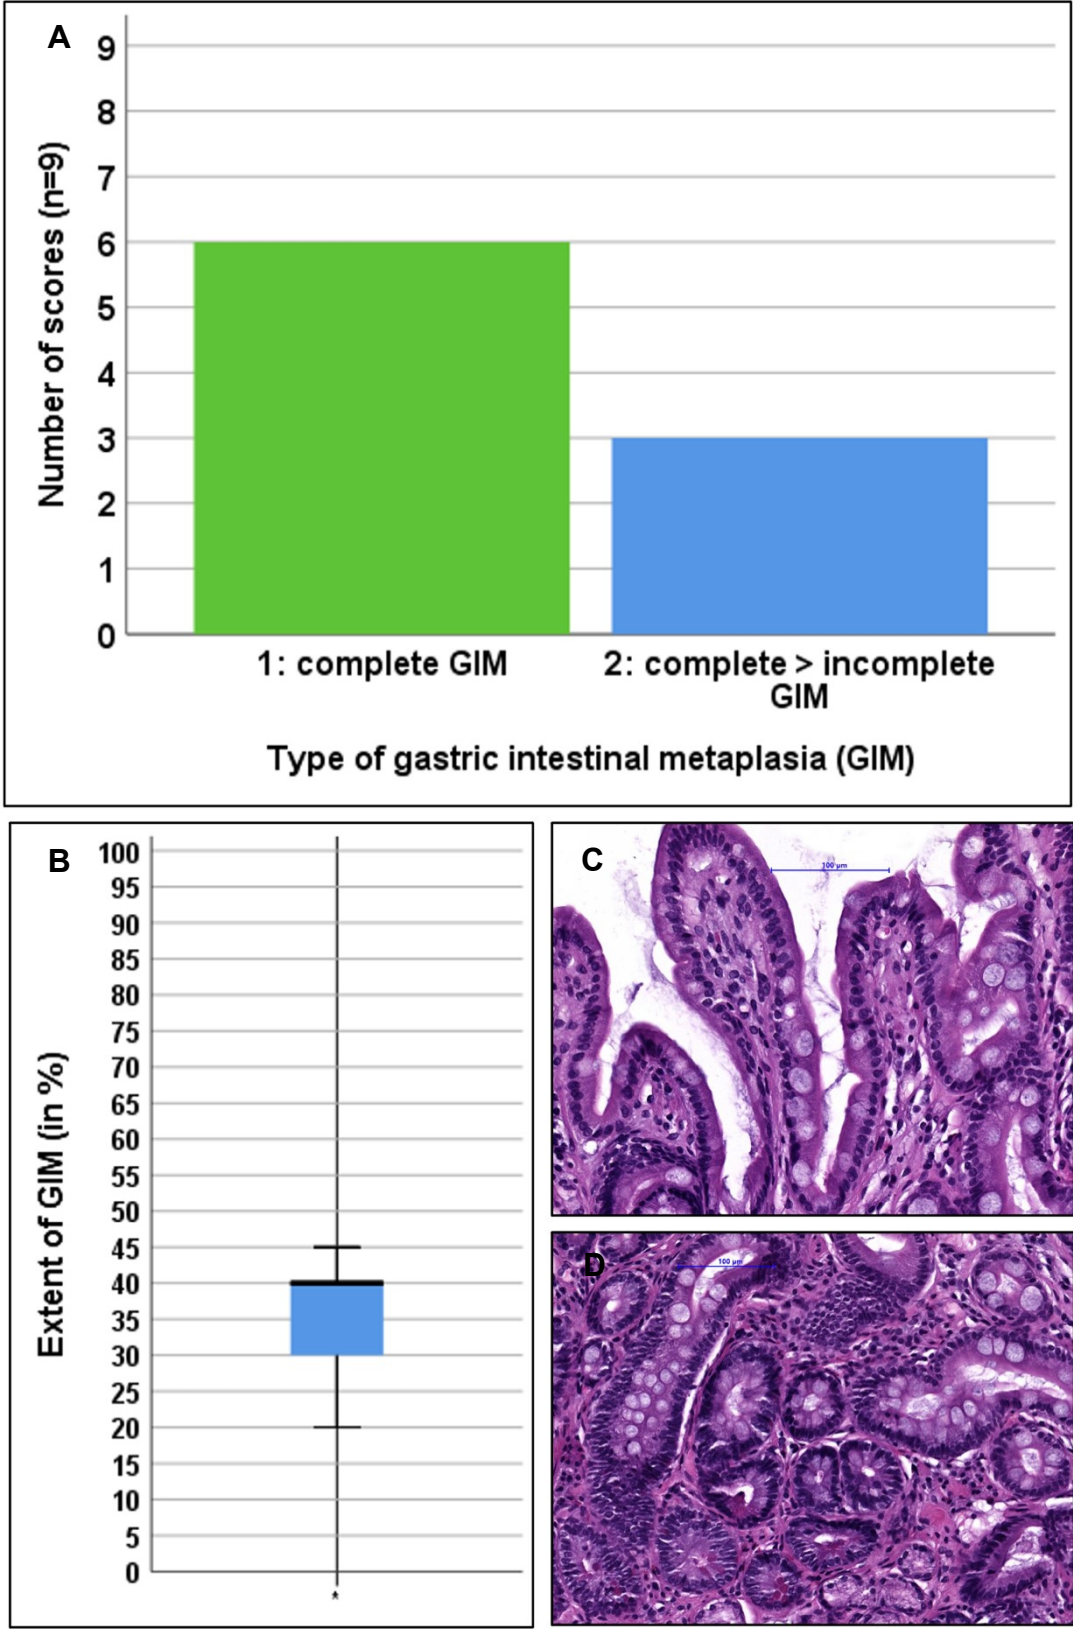 A
Number of scores (n=9)
9
8
7
6
5
4
3
2
1
0
1: complete GIM
2: complete > incomplete
GIM
Type of gastric intestinal metaplasia (GIM)
B
Extent of GIM (in %)
100
95
90
85
80
75
70
65
60
55
50
45
40
35
30
25
20
15
10
5
0
*
C
100 µm
D
100 µm